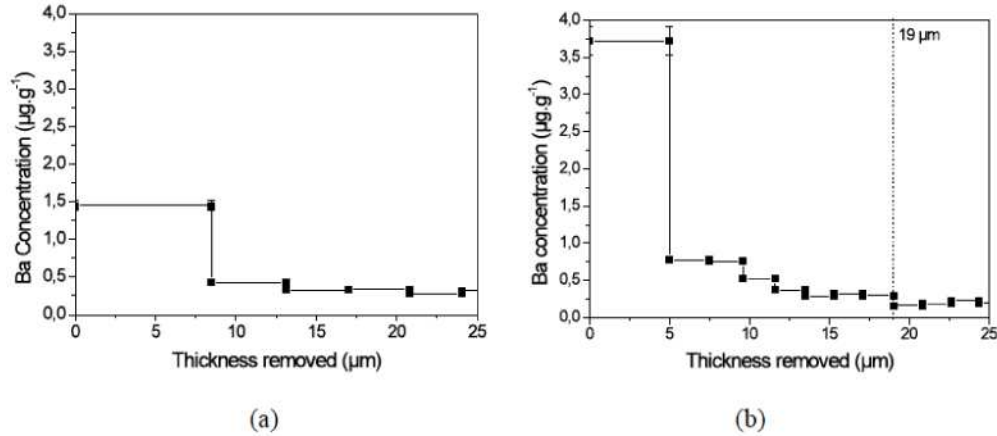 4,0
3,5
3,0
2,5
2,0
1,5
1,0
0,5
0,0
Ba Concentration (µg.g⁻¹)
0 5 10 15 20 25
Thickness removed (µm)
(a)
4,0
3,5
3,0
2,5
2,0
1,5
1,0
0,5
0,0
Ba concentration (µg.g⁻¹)
19 µm
0 5 10 15 20 25
Thickness removed (µm)
(b)